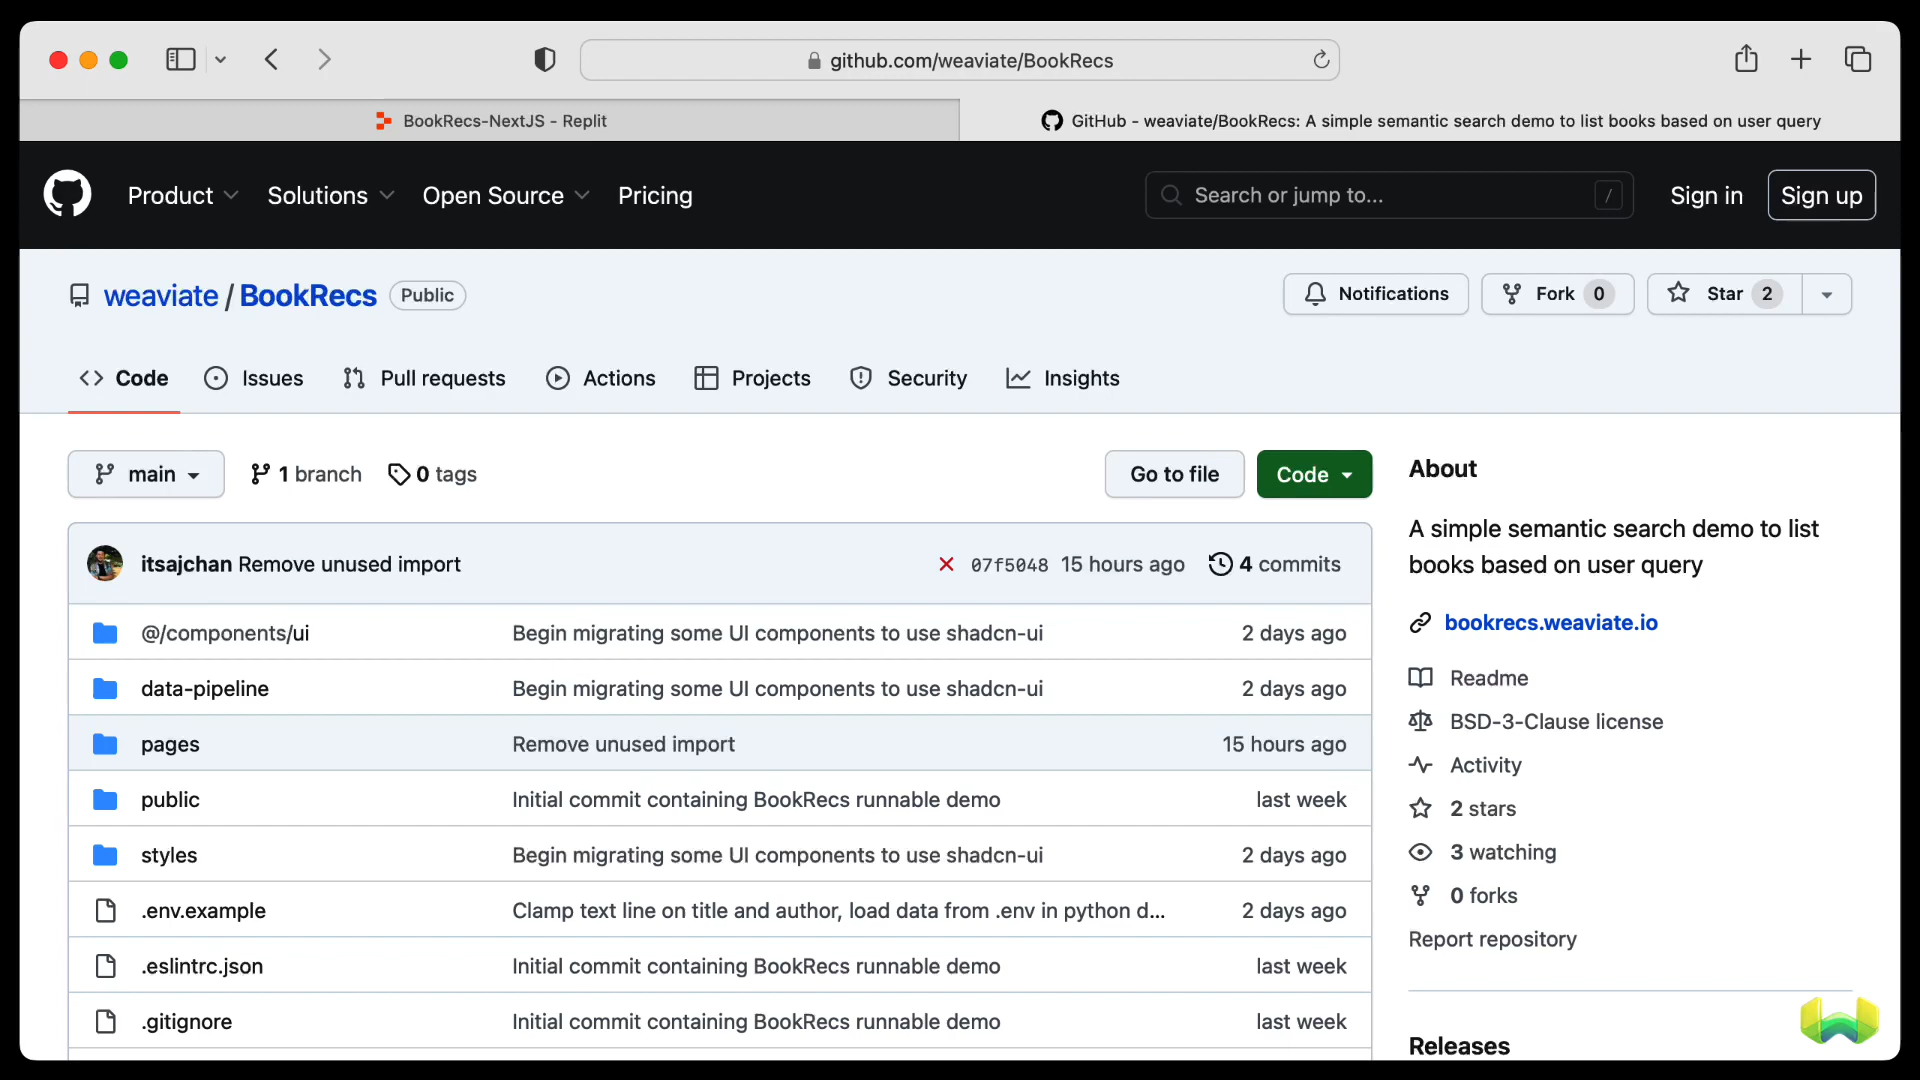 github.com/weaviate/BookRecs
BookRecs-NextJS - Replit
GitHub - weaviate/BookRecs: A simple semantic search demo to list books based on user query
Product Solutions Open Source Pricing
Search or jump to... /
Sign in Sign up
weaviate / BookRecs Public
Notifications Fork 0 Star 2
Code Issues Pull requests Actions Projects Security Insights
main 1 branch 0 tags Go to file Code
itsajchan Remove unused import 07f5048 15 hours ago 4 commits
@/components/ui Begin migrating some UI components to use shadcn-ui 2 days ago
data-pipeline Begin migrating some UI components to use shadcn-ui 2 days ago
pages Remove unused import 15 hours ago
public Initial commit containing BookRecs runnable demo last week
styles Begin migrating some UI components to use shadcn-ui 2 days ago
.env.example Clamp text line on title and author, load data from .env in python d... 2 days ago
.eslintrc.json Initial commit containing BookRecs runnable demo last week
.gitignore Initial commit containing BookRecs runnable demo last week
About
A simple semantic search demo to list
books based on user query
bookrecs.weaviate.io
Readme
BSD-3-Clause license
Activity
2 stars
3 watching
0 forks
Report repository
Releases